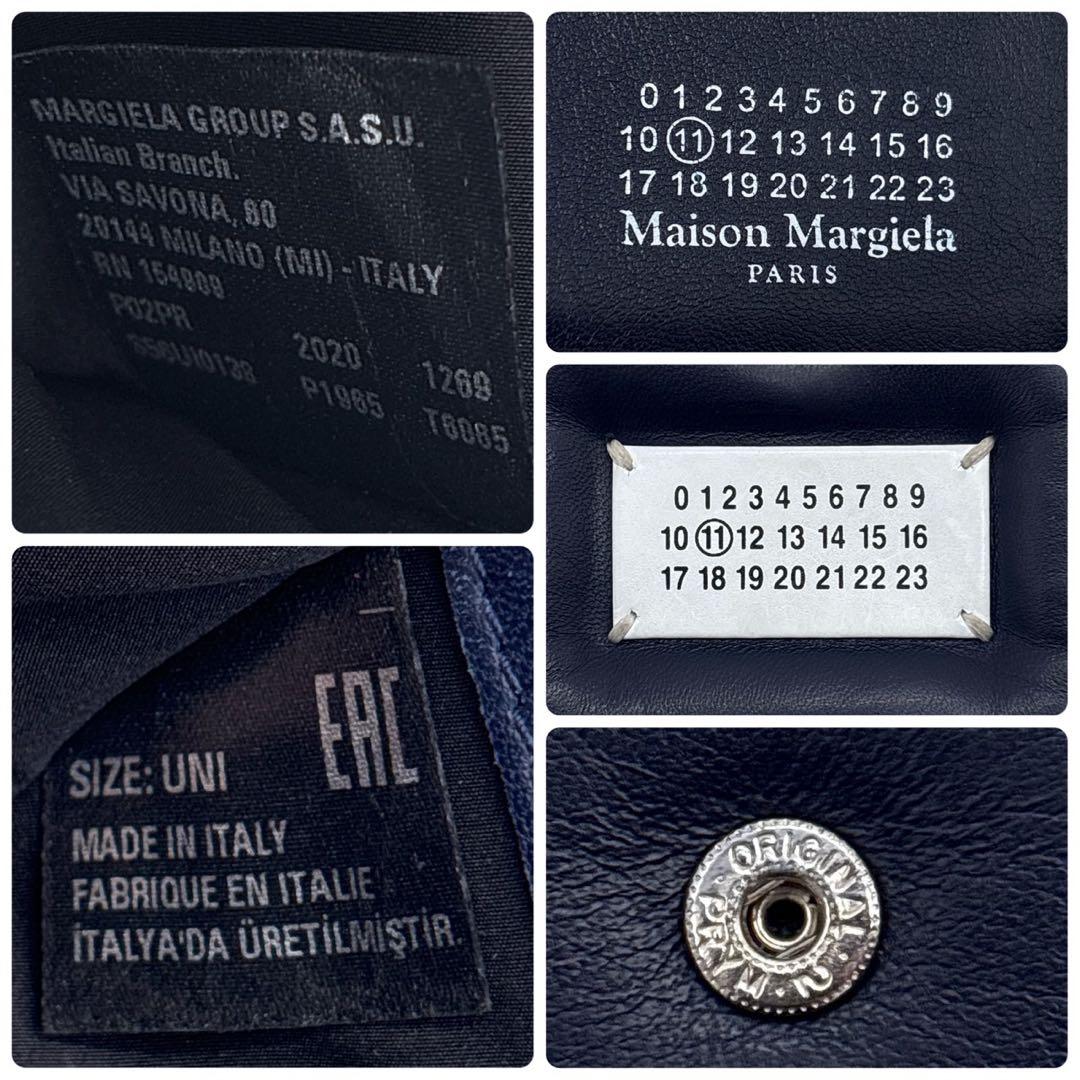 MARGIELA GROUP S.A.S.U.
Italian Branch.
VIA SAVONA, 60
20144 MILANO (MI) - ITALY
RN 154909
P02PR
S56UI0138 P1965 T8065
2020 1269
0 1 2 3 4 5 6 7 8 9
10 11 12 13 14 15 16
17 18 19 20 21 22 23
Maison Margiela
PARIS
0 1 2 3 4 5 6 7 8 9
10 11 12 13 14 15 16
17 18 19 20 21 22 23
EAC
SIZE: UNI
MADE IN ITALY
FABRIQUE EN ITALIE
İTALYA'DA ÜRETİLMİŞTİR.
ORIGINAL